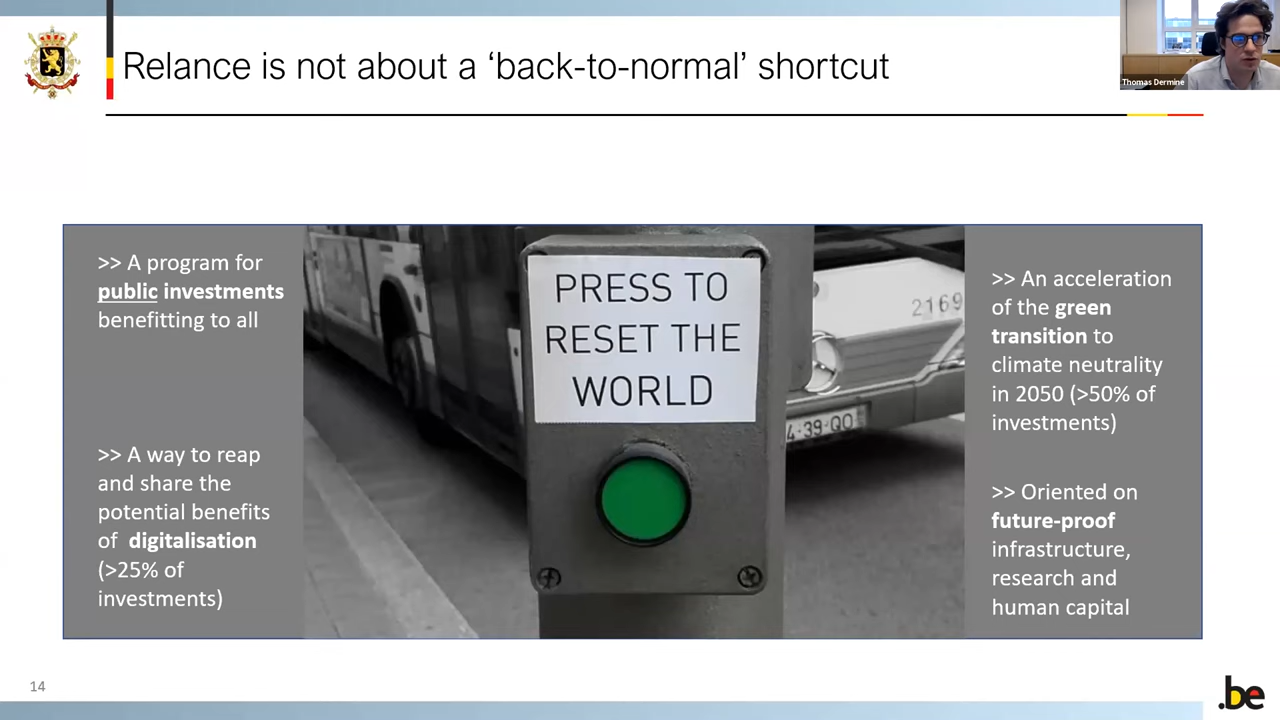 Relance is not about a ‘back-to-normal’ shortcut
Thomas Dermine
>> A program for
public investments
benefitting to all
>> A way to reap
and share the
potential benefits
of digitalisation
(>25% of
investments)
PRESS TO
RESET THE
WORLD
2169
4-39-QO
>> An acceleration
of the green
transition to
climate neutrality
in 2050 (>50% of
investments)
>> Oriented on
future-proof
infrastructure,
research and
human capital
14
.be